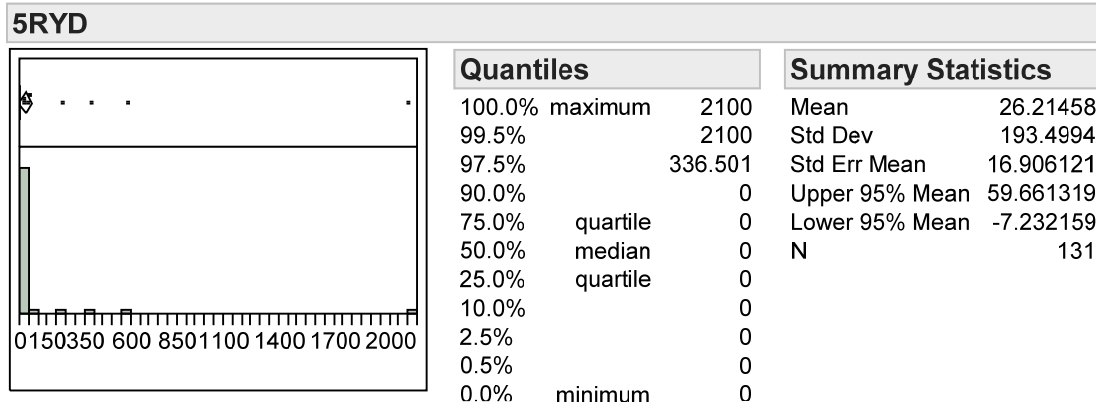 5RYD
0150350 600 8501100 1400 1700 2000
Quantiles
100.0% maximum 2100
99.5% 2100
97.5% 336.501
90.0% 0
75.0% quartile 0
50.0% median 0
25.0% quartile 0
10.0% 0
2.5% 0
0.5% 0
0.0% minimum 0
Summary Statistics
Mean 26.21458
Std Dev 193.4994
Std Err Mean 16.906121
Upper 95% Mean 59.661319
Lower 95% Mean -7.232159
N 131